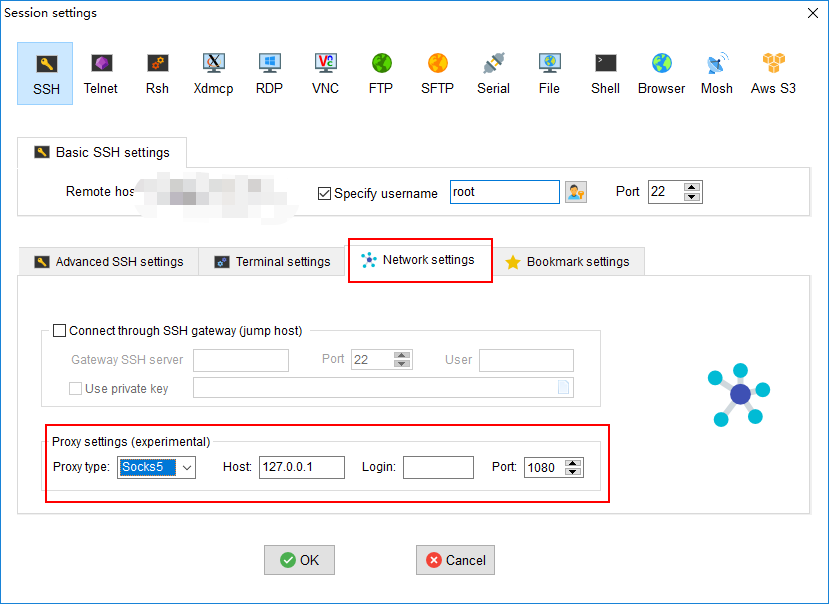 Session settings
SSH Telnet Rsh Xdmcp RDP VNC FTP SFTP Serial File Shell Browser Mosh Aws S3
Basic SSH settings
Remote Specify username root Port 22
Advanced SSH settings Terminal settings Network settings Bookmark settings
Connect through SSH gateway (jump host)
Gateway SSH server Port 22 User
Use private key
Proxy settings (experimental)
Proxy type: Socks5 Host: 127.0.0.1 Login: Port: 1080
OK Cancel